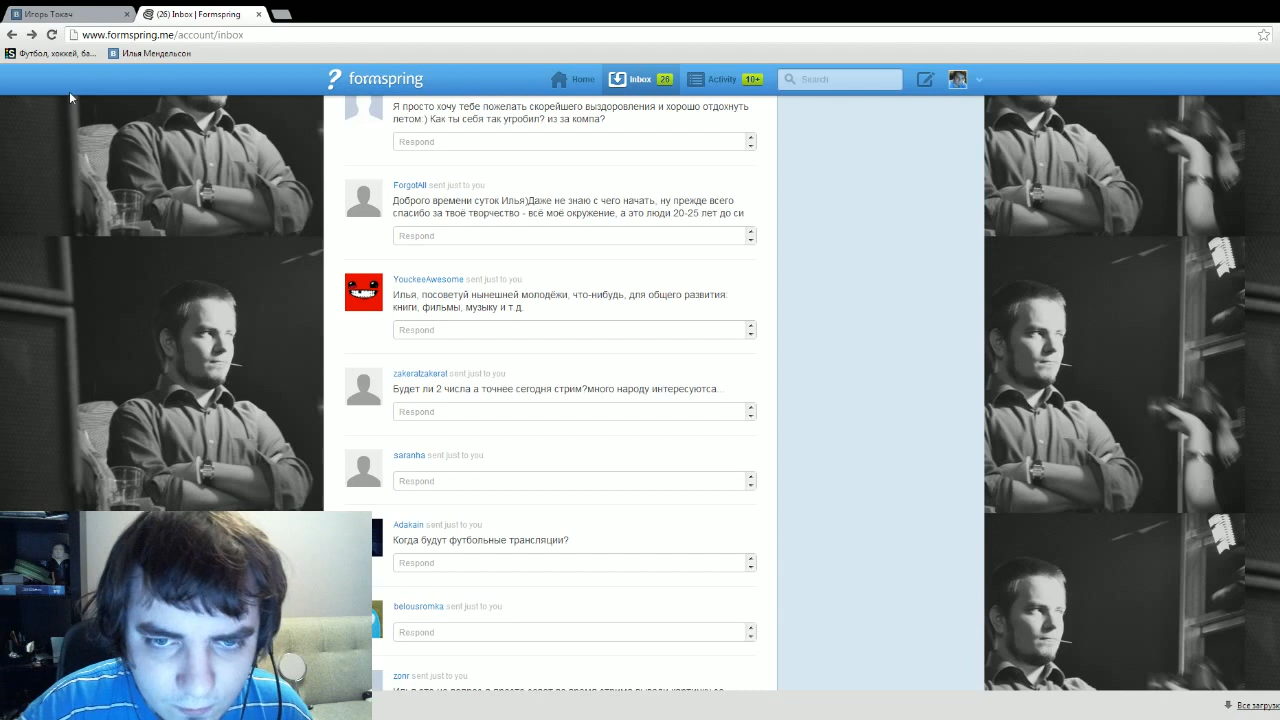 Игорь Токач
(26) Inbox | Formspring
www.formspring.me/account/inbox
Футбол, хоккей, ба...
Илья Мендельсон
formspring
Home
Inbox
26
Activity
10+
Search
Я просто хочу тебе пожелать скорейшего выздоровления и хорошо отдохнуть
летом:) Как ты себя так угробил? из за компа?
Respond
ForgotAll sent just to you
Доброго времени суток Илья)Даже не знаю с чего начать, ну прежде всего
спасибо за твоё творчество - всё моё окружение, а это люди 20-25 лет до си
Respond
YouckeeAwesome sent just to you
Илья, посоветуй нынешней молодёжи, что-нибудь, для общего развития:
книги, фильмы, музыку и т.д.
Respond
zakeratzakerat sent just to you
Будет ли 2 числа а точнее сегодня стрим?много народу интересуютса...
Respond
saranha sent just to you
Respond
Adakain sent just to you
Когда будут футбольные трансляции?
Respond
belousromka sent just to you
Respond
zonr sent just to you
Все загрузк